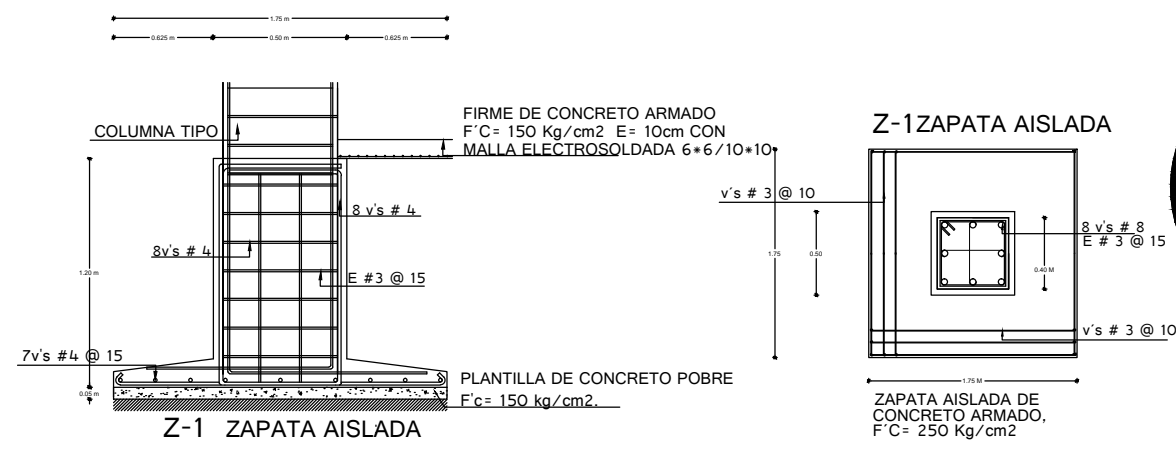 1.75 m
0.625 m 0.50 m 0.625 m
COLUMNA TIPO
FIRME DE CONCRETO ARMADO
F´C= 150 Kg/cm2 E= 10cm CON
MALLA ELECTROSOLDADA 6*6/10*10
8 v's # 4
8v's # 4
E #3 @ 15
1.20 m
7v's #4 @ 15
0.05 m
PLANTILLA DE CONCRETO POBRE
F'c= 150 kg/cm2.
Z-1 ZAPATA AISLADA
Z-1ZAPATA AISLADA
v´s # 3 @ 10
8 v's # 8
E # 3 @ 15
1.75
0.50
0.40 M
v´s # 3 @ 10
1.75 M
ZAPATA AISLADA DE
CONCRETO ARMADO,
F´C= 250 Kg/cm2